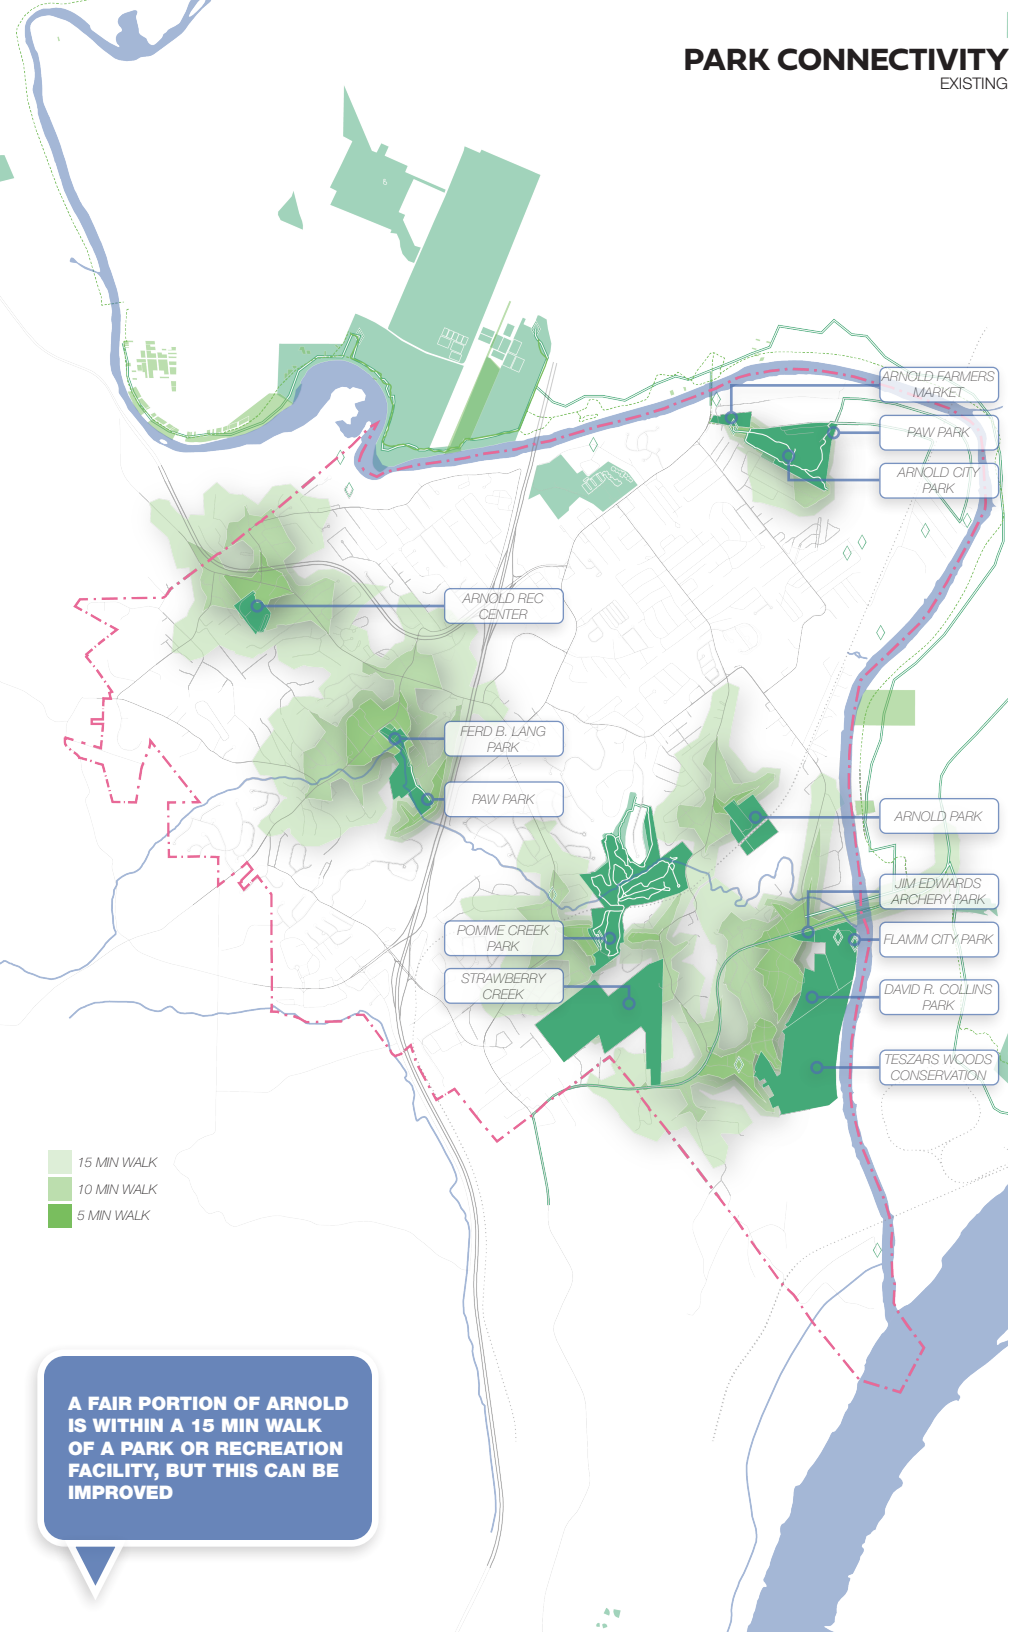 PARK CONNECTIVITY
EXISTING
ARNOLD FARMERS
MARKET
PAW PARK
ARNOLD CITY
PARK
ARNOLD REC
CENTER
FERD B. LANG
PARK
PAW PARK
ARNOLD PARK
JIM EDWARDS
ARCHERY PARK
POMME CREEK
PARK
FLAMM CITY PARK
STRAWBERRY
CREEK
DAVID R. COLLINS
PARK
TESZARS WOODS
CONSERVATION
15 MIN WALK
10 MIN WALK
5 MIN WALK
A FAIR PORTION OF ARNOLD
IS WITHIN A 15 MIN WALK
OF A PARK OR RECREATION
FACILITY, BUT THIS CAN BE
IMPROVED